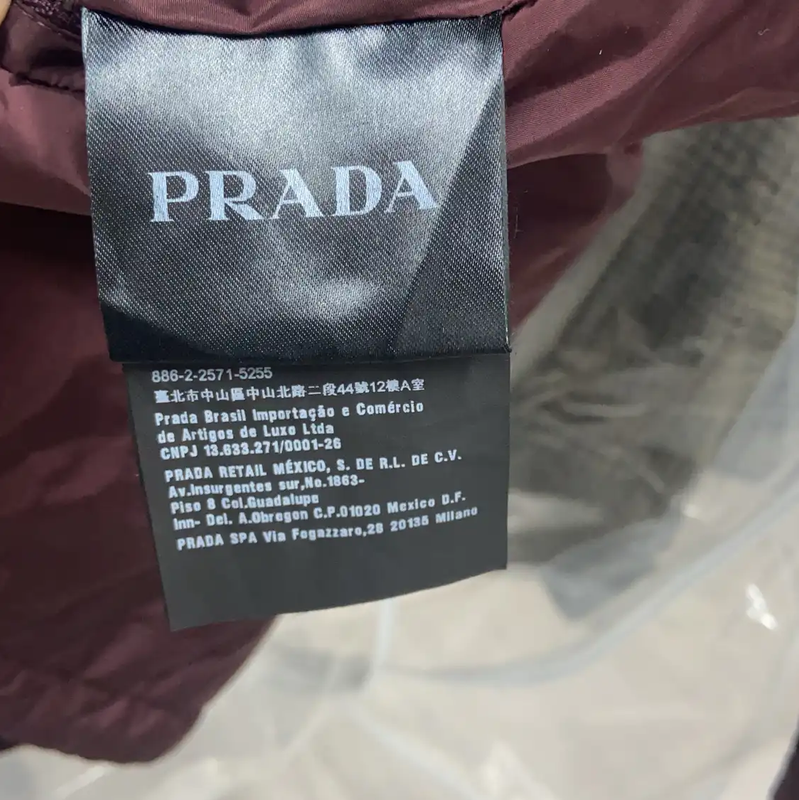 PRADA
886-2-2571-5255
臺北市中山區中山北路二段44號12樓A室
Prada Brasil Importação e Comércio
de Artigos de Luxo Ltda
CNPJ 13.633.271/0001-26
PRADA RETAIL MÉXICO, S. DE R.L. DE C.V.
Av.Insurgentes sur,No.1863-
Piso 8 Col.Guadalupe
Inn- Del. A.Obregon C.P.01020 Mexico D.F.
PRADA SPA Via Fogazzaro,28 20135 Milano